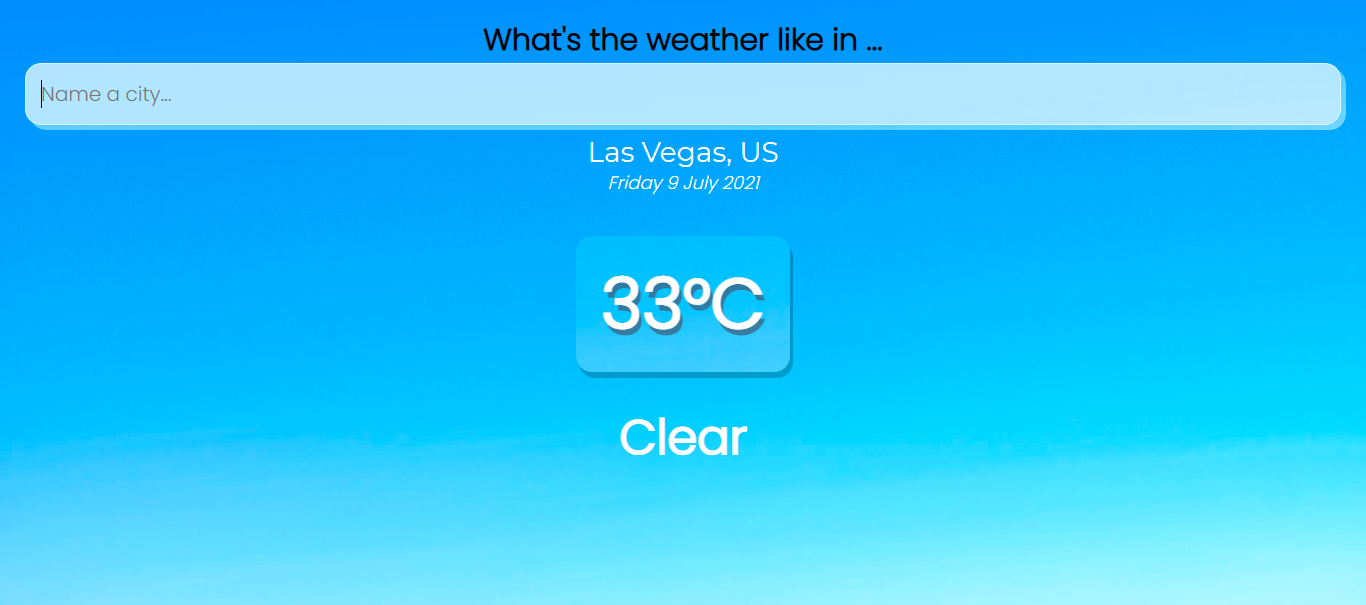 What's the weather like in ...
Name a city...
Las Vegas, US
Friday 9 July 2021
33°C
Clear